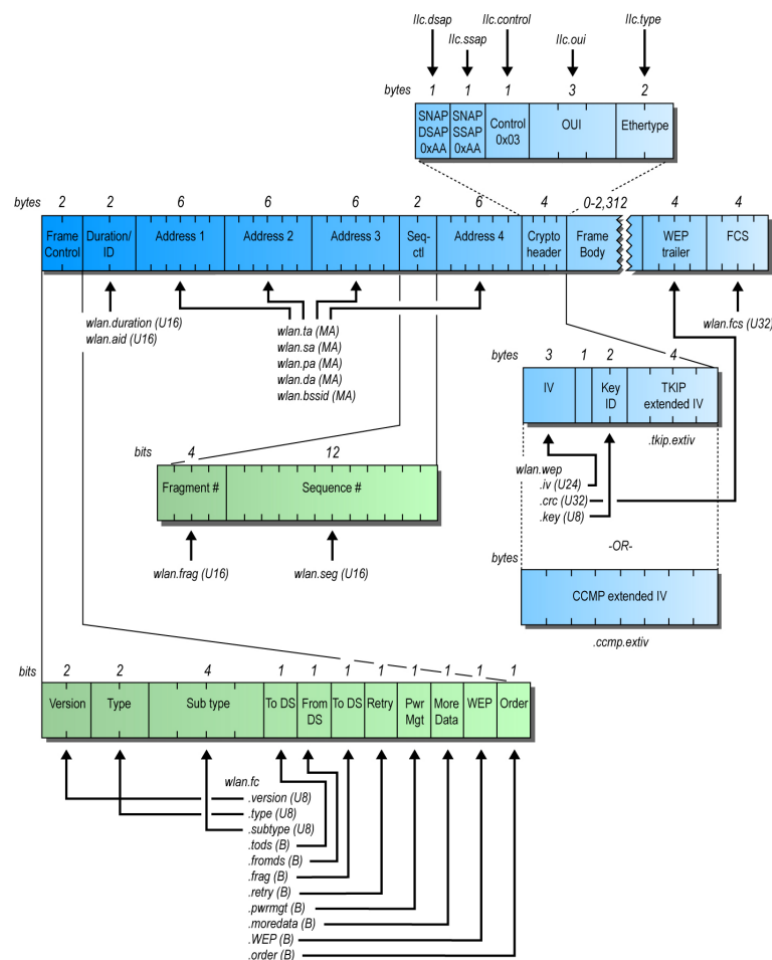 llc.dsap llc.control llc.type
llc.ssap llc.oui
bytes 1 1 1 3 2
SNAP DSAP 0xAA
SNAP SSAP 0xAA
Control 0x03
OUI
Ethertype
bytes 2 2 6 6 6 2 6 4 0-2,312 4 4
Frame Control
Duration/ ID
Address 1
Address 2
Address 3
Seq-ctl
Address 4
Crypto header
Frame Body
WEP trailer
FCS
wlan.duration (U16)
wlan.aid (U16)
wlan.ta (MA)
wlan.sa (MA)
wlan.pa (MA)
wlan.da (MA)
wlan.bssid (MA)
wlan.fcs (U32)
bytes 3 1 2 4
IV
Key ID
TKIP extended IV
.tkip.extiv
wlan.wep
.iv (U24)
.crc (U32)
.key (U8)
-OR-
bytes
CCMP extended IV
.ccmp.extiv
bits 4 12
Fragment #
Sequence #
wlan.frag (U16)
wlan.seg (U16)
bits 2 2 4 1 1 1 1 1 1 1 1
Version
Type
Sub type
To DS
From DS
To DS
Retry
Pwr Mgt
More Data
WEP
Order
wlan.fc
.version (U8)
.type (U8)
.subtype (U8)
.tods (B)
.fromds (B)
.frag (B)
.retry (B)
.pwrmgt (B)
.moredata (B)
.WEP (B)
.order (B)